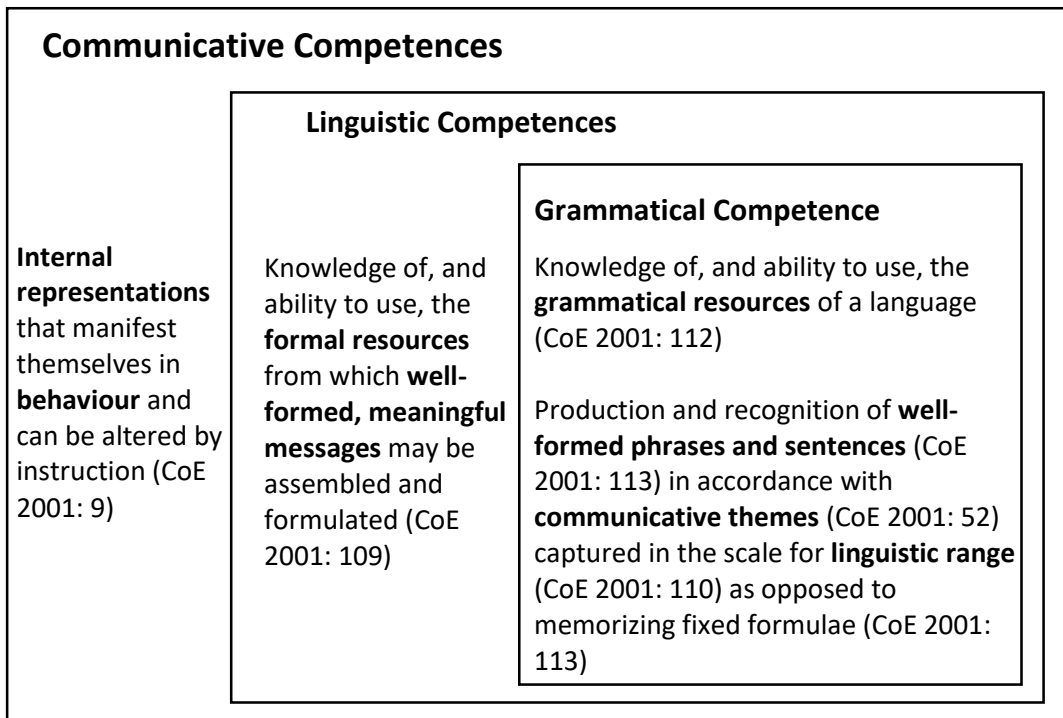 Communicative Competences
Linguistic Competences
Grammatical Competence
Internal
representations
that manifest
themselves in
behaviour and
can be altered by
instruction (CoE
2001: 9)
Knowledge of, and
ability to use, the
formal resources
from which well-
formed, meaningful
messages may be
assembled and
formulated (CoE
2001: 109)
Knowledge of, and ability to use, the
grammatical resources of a language
(CoE 2001: 112)
Production and recognition of well-
formed phrases and sentences (CoE
2001: 113) in accordance with
communicative themes (CoE 2001: 52)
captured in the scale for linguistic range
(CoE 2001: 110) as opposed to
memorizing fixed formulae (CoE 2001:
113)